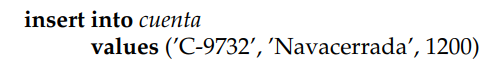 insert into cuenta
values (’C-9732’, ’Navacerrada’, 1200)